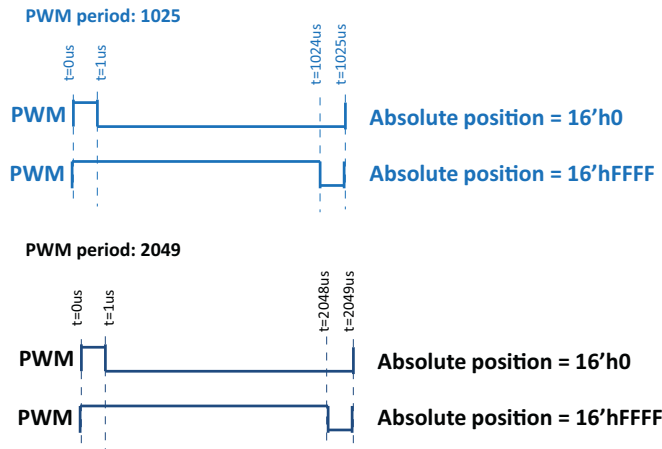 PWM period: 1025
t=0us
t=1us
t=1024us
t=1025us
PWM
Absolute position = 16’h0
PWM
Absolute position = 16’hFFFF
PWM period: 2049
t=0us
t=1us
t=2048us
t=2049us
PWM
Absolute position = 16’h0
PWM
Absolute position = 16’hFFFF